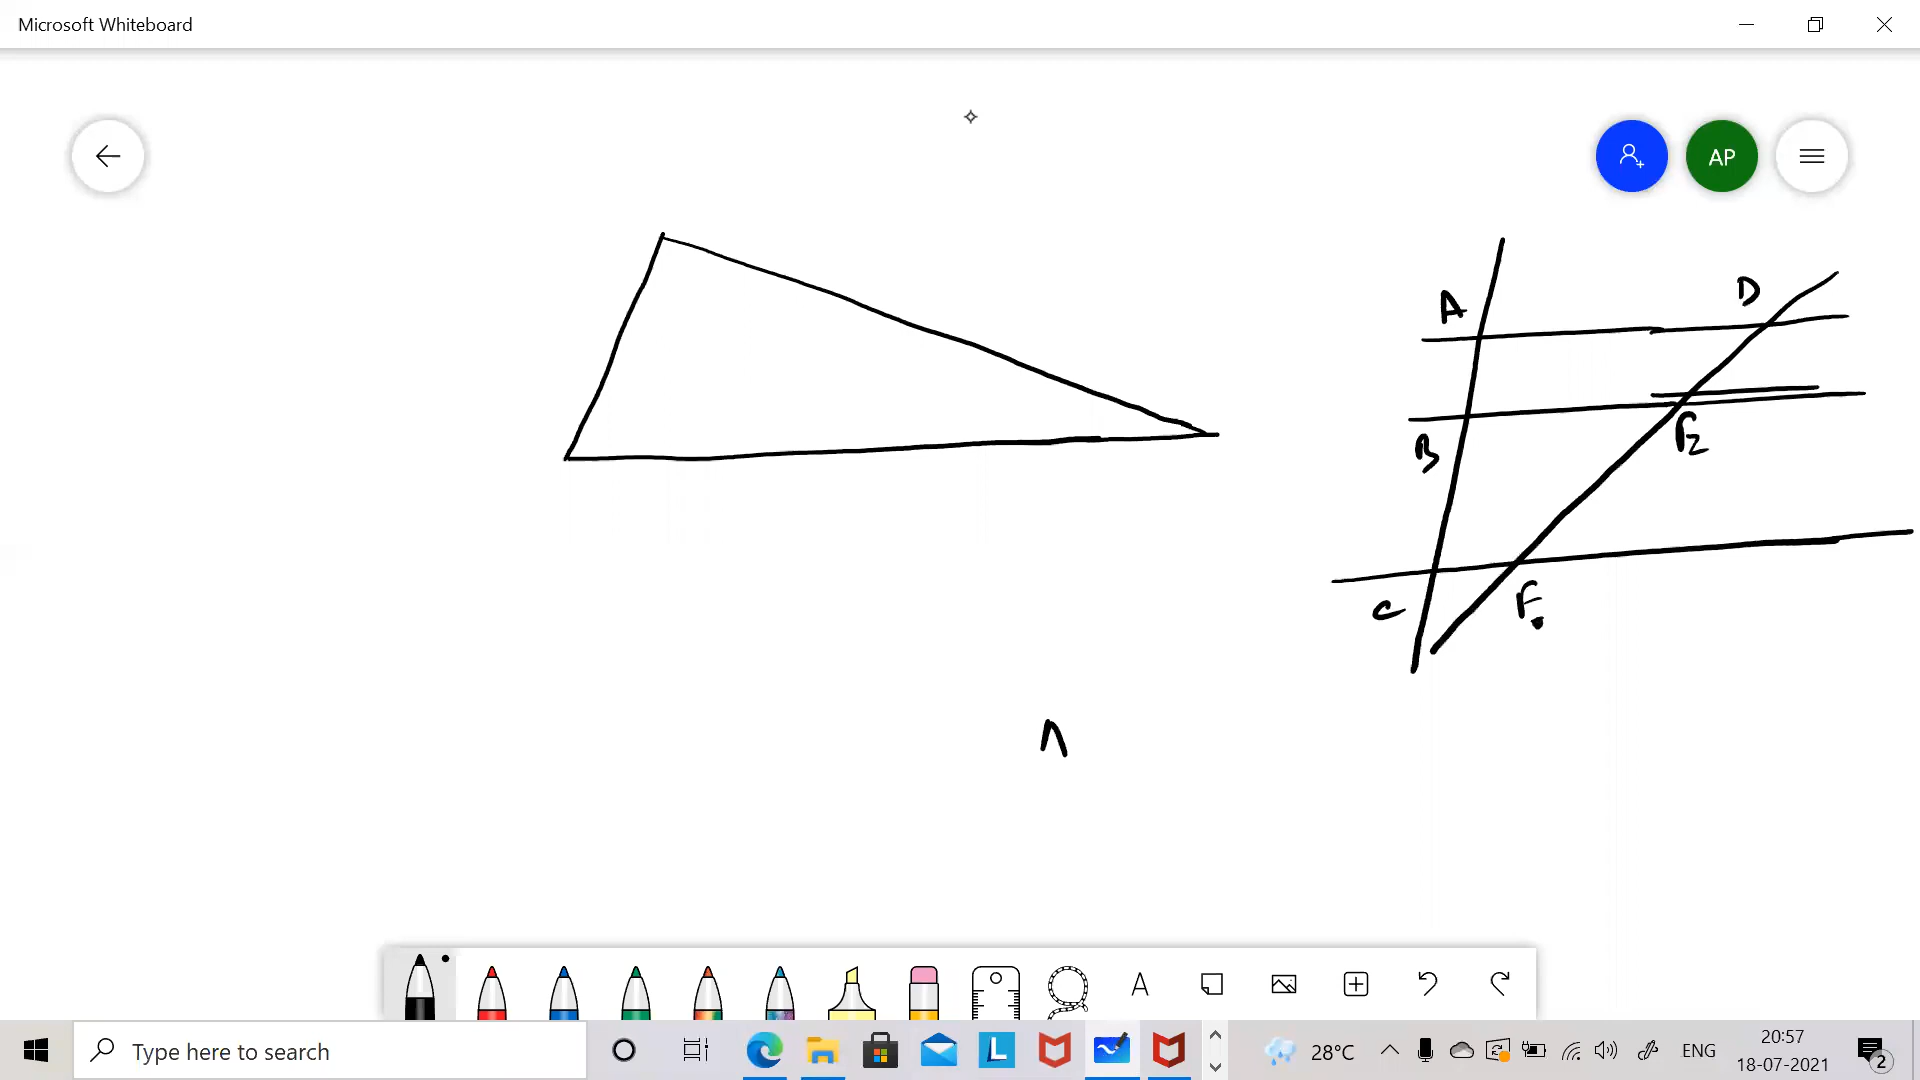 Microsoft Whiteboard
AP
A
D
B
C
F
Type here to search
28°C
ENG
20:57
18-07-2021
2